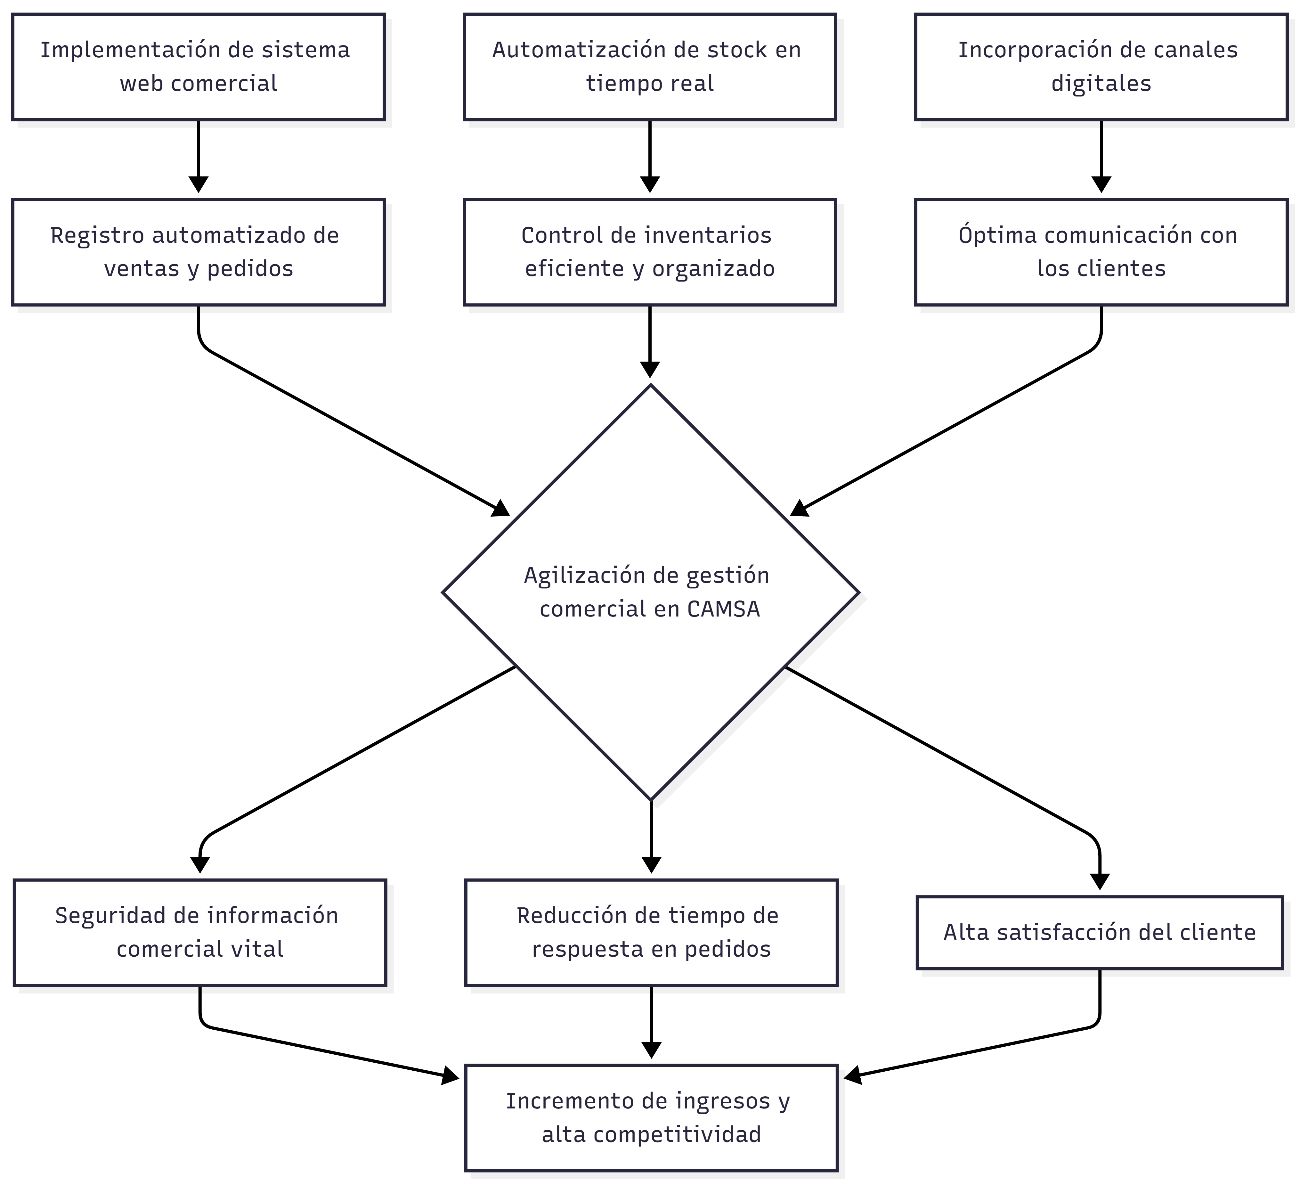 Implementación de sistema
web comercial
Automatización de stock en
tiempo real
Incorporación de canales
digitales
Registro automatizado de
ventas y pedidos
Control de inventarios
eficiente y organizado
Óptima comunicación con
los clientes
Agilización de gestión
comercial en CAMSA
Seguridad de información
comercial vital
Reducción de tiempo de
respuesta en pedidos
Alta satisfacción del cliente
Incremento de ingresos y
alta competitividad